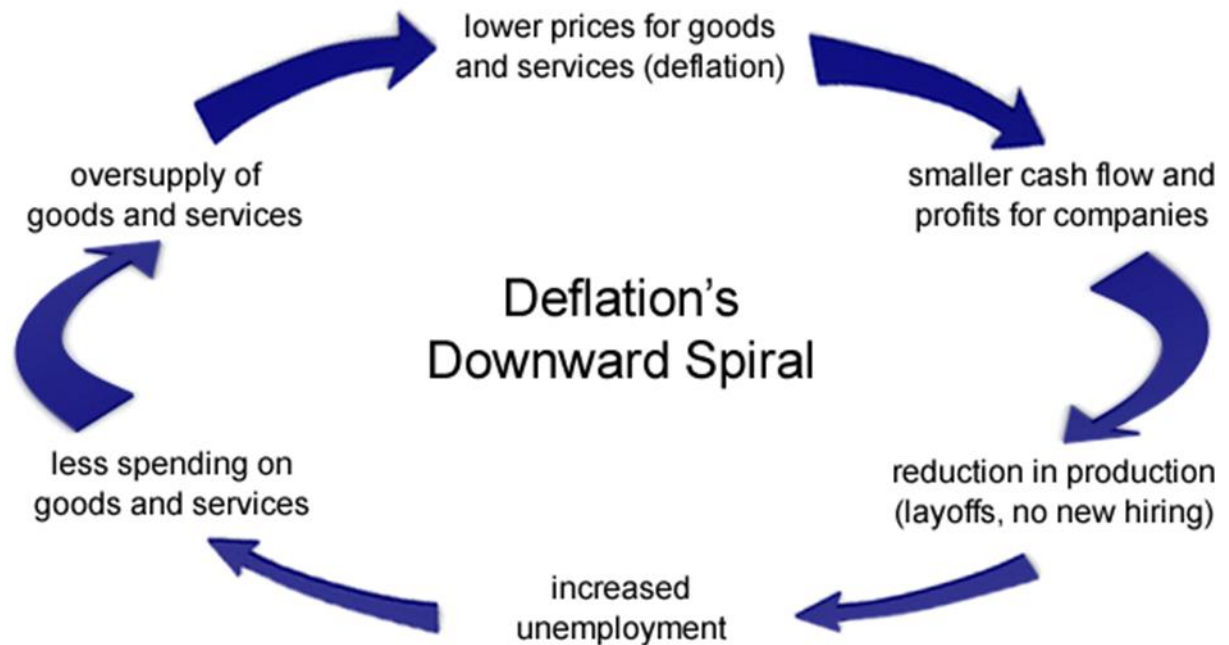 lower prices for goods
and services (deflation)
smaller cash flow and
profits for companies
reduction in production
(layoffs, no new hiring)
increased
unemployment
less spending on
goods and services
oversupply of
goods and services
Deflation’s
Downward Spiral